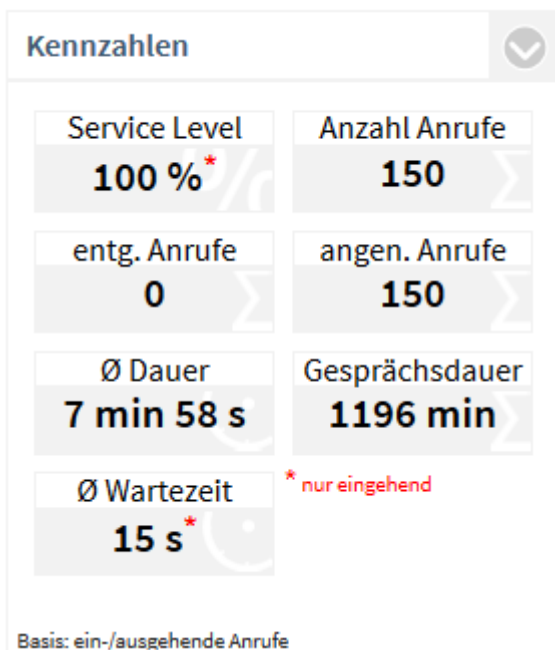 Kennzahlen
Service Level
100 %*
Anzahl Anrufe
150
entg. Anrufe
0
angen. Anrufe
150
Ø Dauer
7 min 58 s
Gesprächsdauer
1196 min
Ø Wartezeit
15 s*
* nur eingehend
Basis: ein-/ausgehende Anrufe